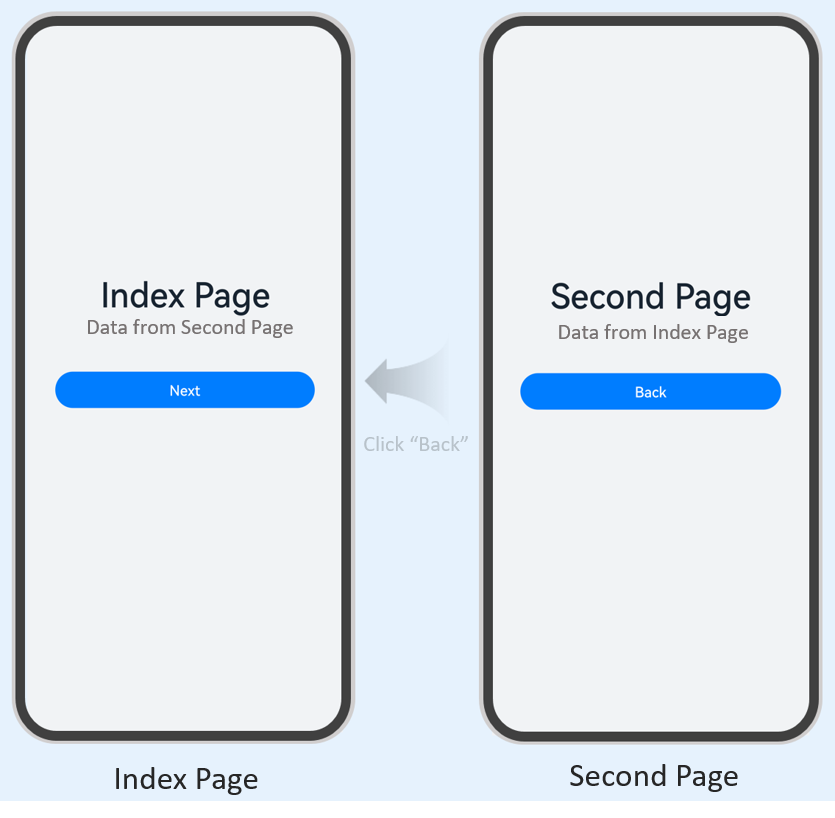 Index Page
Data from Second Page
Next
Click “Back”
Second Page
Data from Index Page
Back
Index Page
Second Page